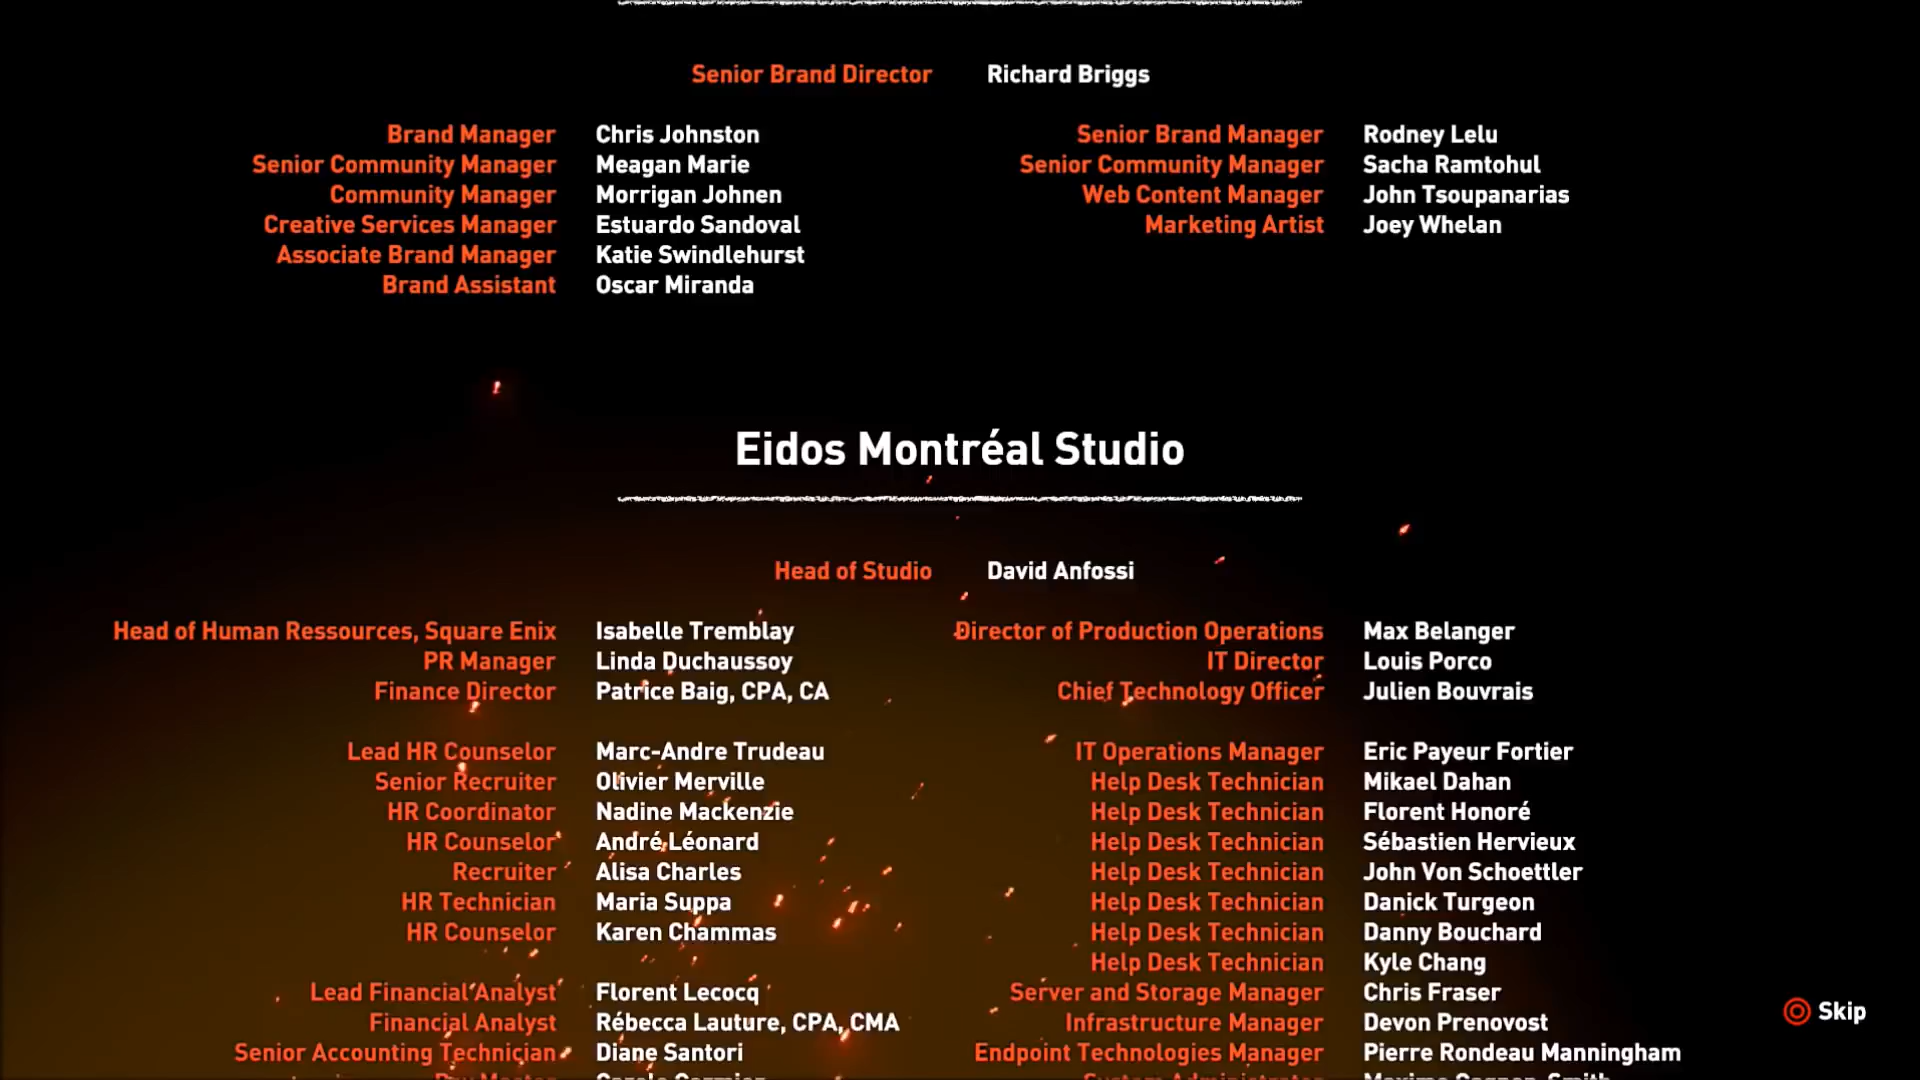 Senior Brand Director Richard Briggs
Brand Manager Chris Johnston
Senior Community Manager Meagan Marie
Community Manager Morrigan Johnen
Creative Services Manager Estuardo Sandoval
Associate Brand Manager Katie Swindlehurst
Brand Assistant Oscar Miranda
Senior Brand Manager Rodney Lelu
Senior Community Manager Sacha Ramtohul
Web Content Manager John Tsoupanarias
Marketing Artist Joey Whelan
Eidos Montréal Studio
Head of Studio David Anfossi
Head of Human Ressources, Square Enix Isabelle Tremblay
PR Manager Linda Duchaussoy
Finance Director Patrice Baig, CPA, CA
Director of Production Operations Max Belanger
IT Director Louis Porco
Chief Technology Officer Julien Bouvrais
Lead HR Counselor Marc-Andre Trudeau
Senior Recruiter Olivier Merville
HR Coordinator Nadine Mackenzie
HR Counselor André Léonard
Recruiter Alisa Charles
HR Technician Maria Suppa
HR Counselor Karen Chammas
Lead Financial Analyst Florent Lecocq
Financial Analyst Rébecca Lauture, CPA, CMA
Senior Accounting Technician Diane Santori
IT Operations Manager Eric Payeur Fortier
Help Desk Technician Mikael Dahan
Help Desk Technician Florent Honoré
Help Desk Technician Sébastien Hervieux
Help Desk Technician John Von Schoettler
Help Desk Technician Danick Turgeon
Help Desk Technician Danny Bouchard
Help Desk Technician Kyle Chang
Server and Storage Manager Chris Fraser
Infrastructure Manager Devon Prenovost
Endpoint Technologies Manager Pierre Rondeau Manningham
Skip